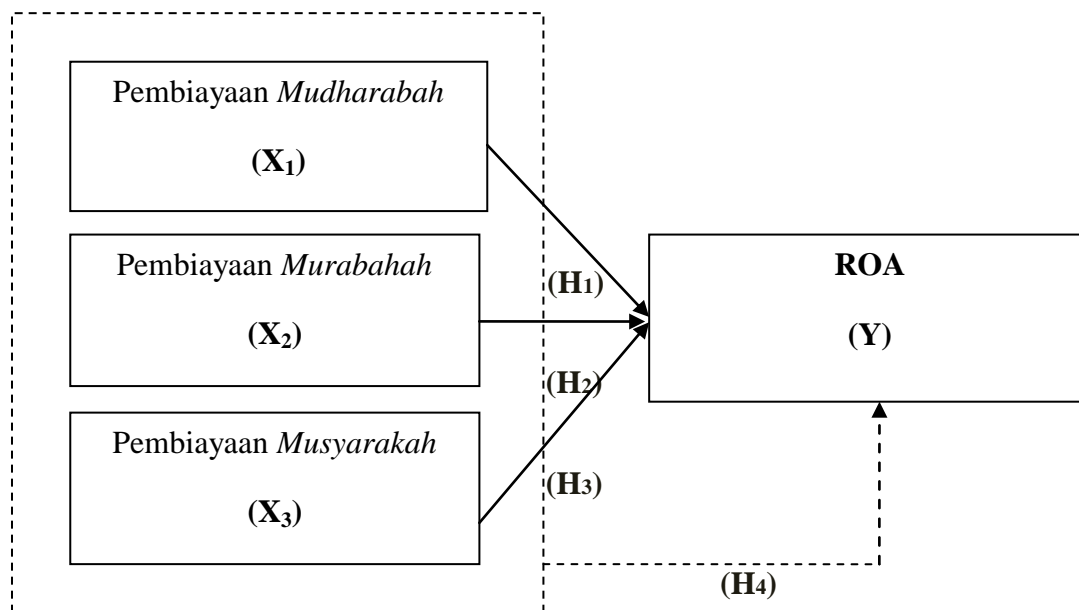 Pembiayaan Mudharabah
(X₁)
Pembiayaan Murabahah
(X₂)
Pembiayaan Musyarakah
(X₃)
(H₁)
(H₂)
(H₃)
(H₄)
ROA
(Y)